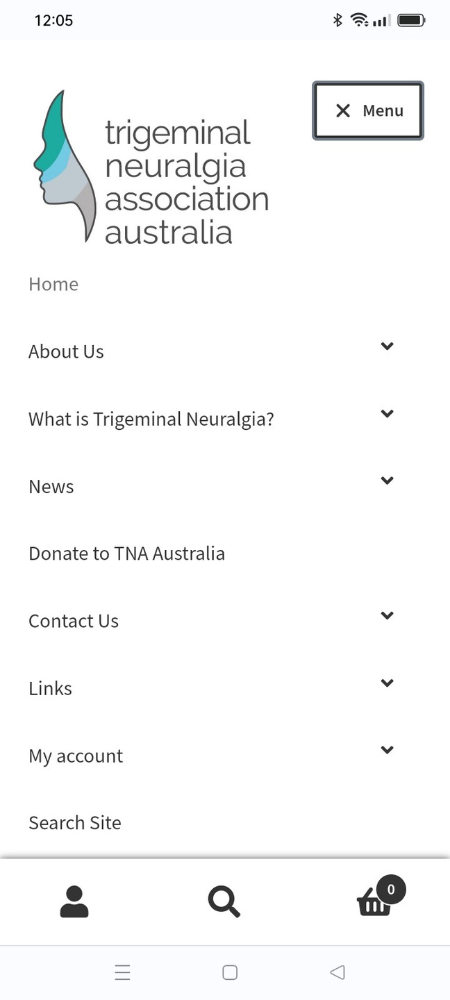 12:05
Menu
trigeminal
neuralgia
association
australia
Home
About Us
What is Trigeminal Neuralgia?
News
Donate to TNA Australia
Contact Us
Links
My account
Search Site
0